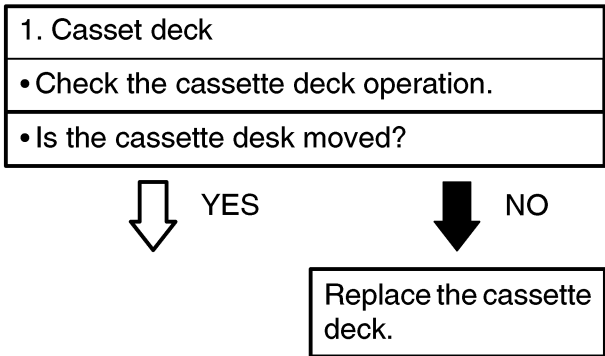 1. Casset deck
•Check the cassette deck operation.
•Is the cassette desk moved?
YES
NO
Replace the cassette
deck.